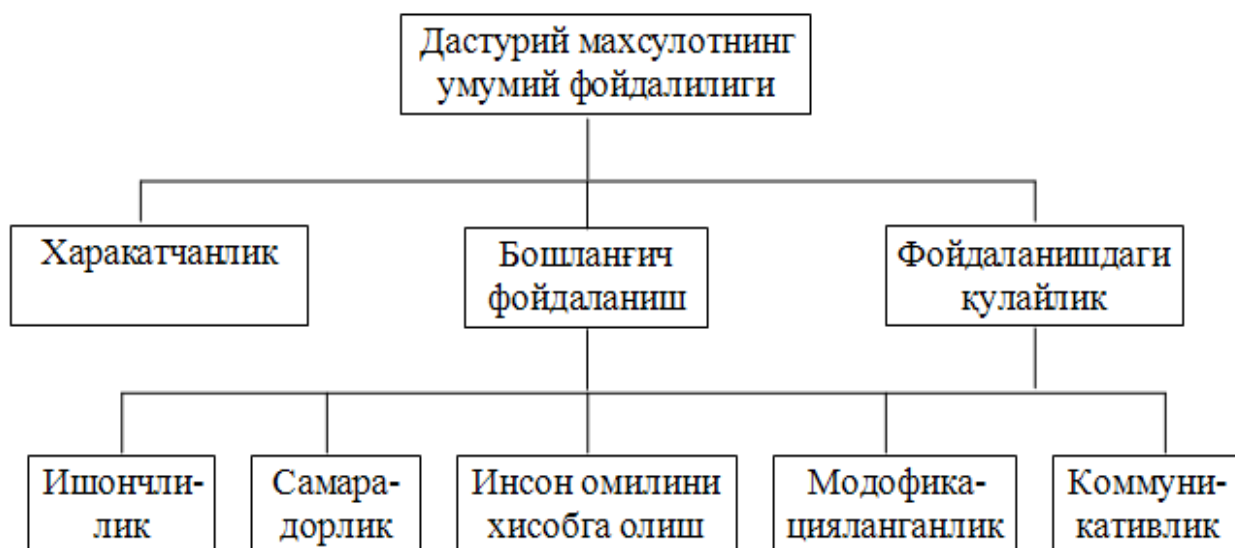 Дастурий махсулотнинг
умумий фойдалилиги
Харакатчанлик
Бошланғич
фойдаланиш
Фойдаланишдаги
қулайлик
Ишончли-
лик
Самара-
дорлик
Инсон омилини
хисобга олиш
Модофика-
цияланганлик
Коммуни-
кативлик